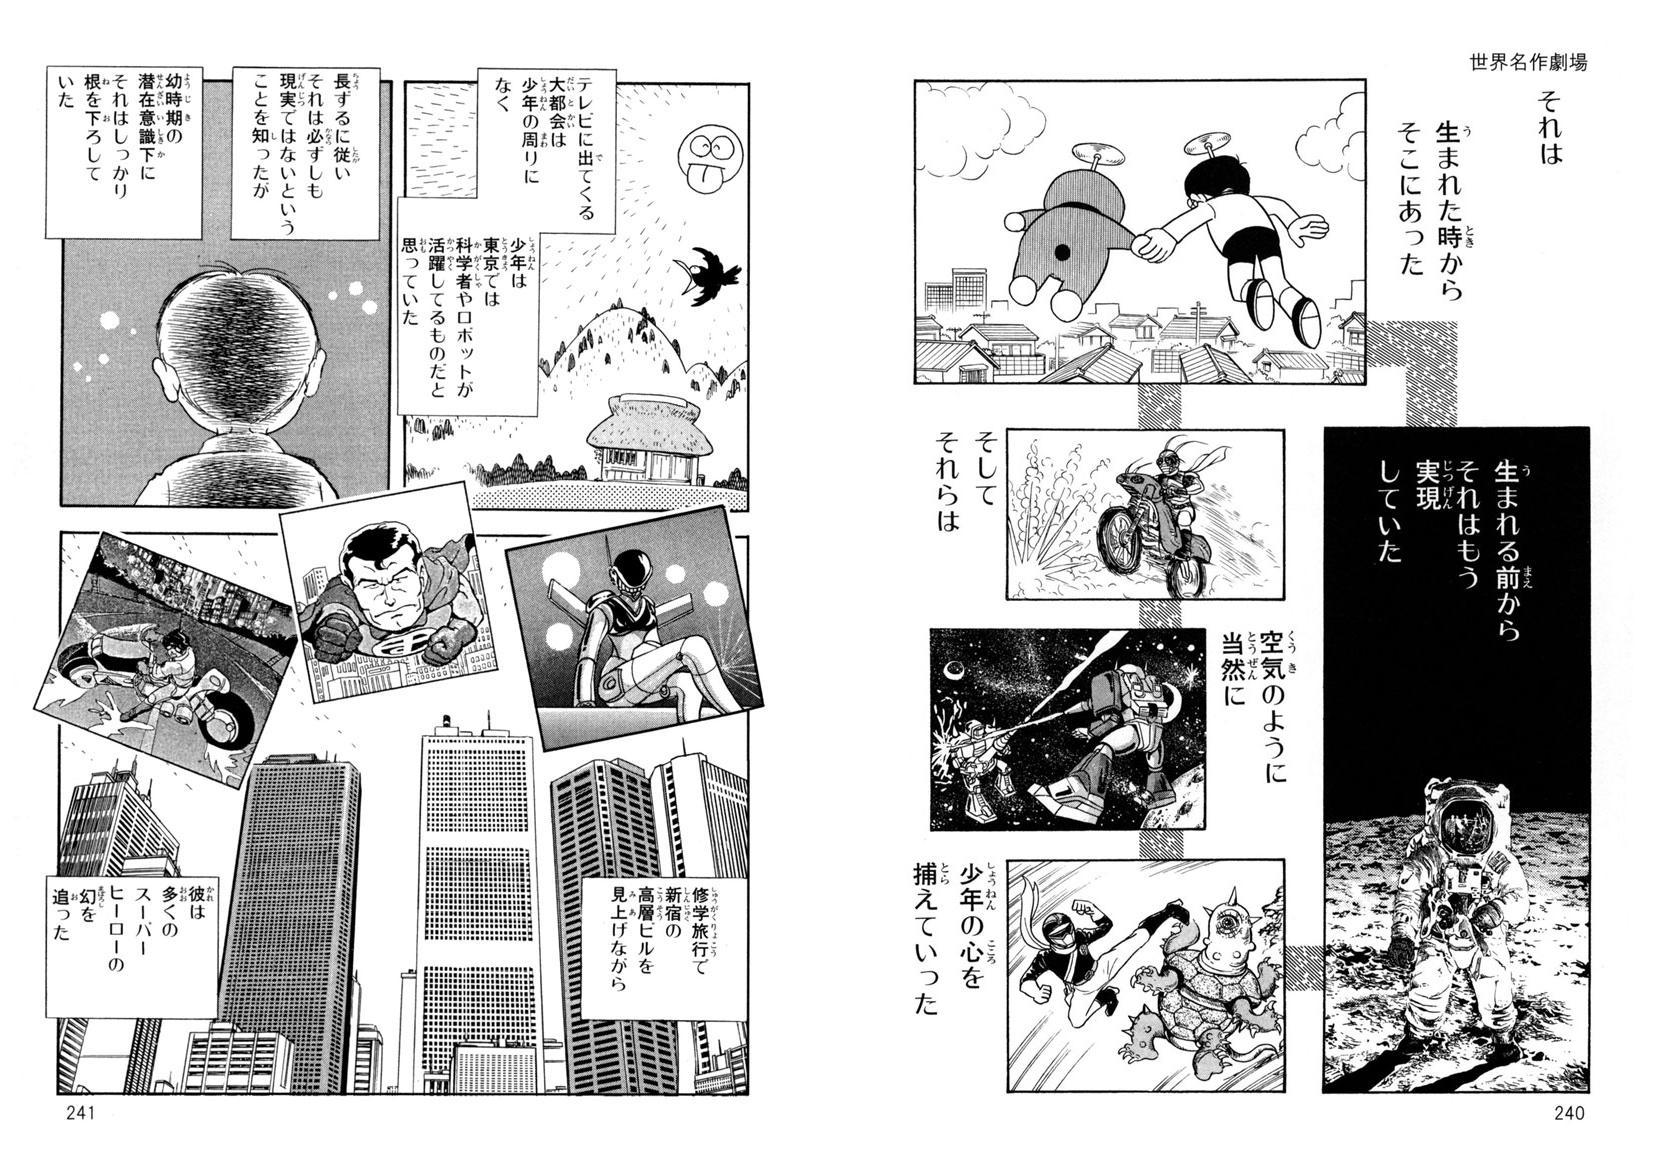 世界名作劇場
それは
生まれた時から
そこにあった
生まれる前から
それはもう
実現
していた
そして
それらは
空気のように
当然に
少年の心を
捕えていった
240
テレビに出てくる
大都会は
少年の周りに
なく
少年は
東京では
科学者やロボットが
活躍してるものだと
思っていた
長ずるに従い
それは必ずしも
現実ではないという
ことを知ったが
幼時期の
潜在意識下に
それはしっかり
根を下ろして
いた
修学旅行で
新宿の
高層ビルを
見上げながら
彼は
多くの
スーパー
ヒーローの
幻を
追った
241